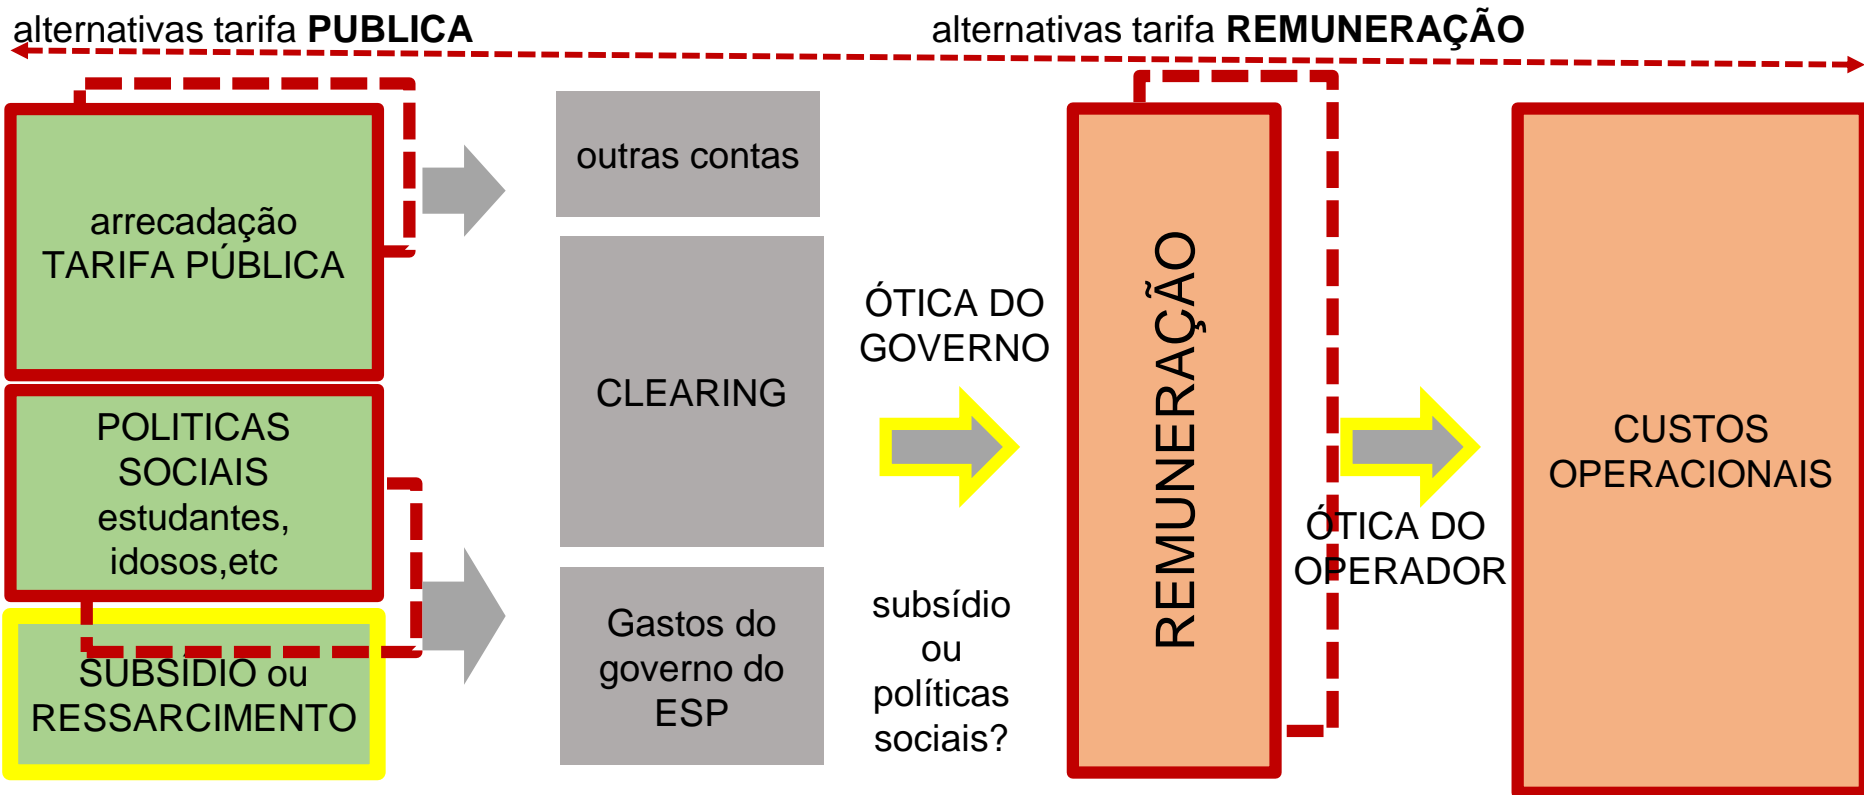 alternativas tarifa PUBLICA
alternativas tarifa REMUNERAÇÃO
arrecadação
TARIFA PÚBLICA
POLITICAS
SOCIAIS
estudantes,
idosos,etc
SUBSÍDIO ou
RESSARCIMENTO
outras contas
CLEARING
Gastos do
governo do
ESP
ÓTICA DO
GOVERNO
subsídio
ou
políticas
sociais?
REMUNERAÇÃO
ÓTICA DO
OPERADOR
CUSTOS
OPERACIONAIS